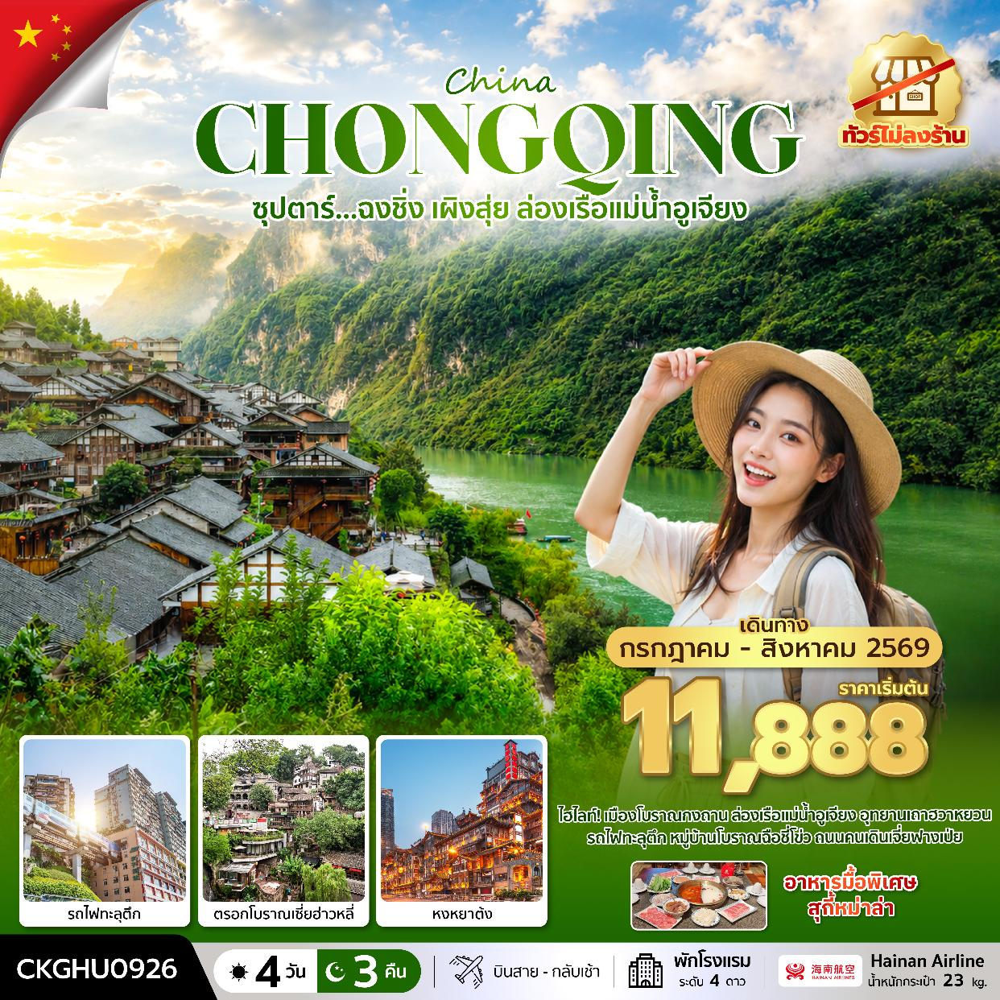 China
CHONGQING
ซุปตาร์...ฉงชิ่ง เผิงสุ่ย ล่องเรือแม่น้ำอูเจียง
SHOP
ทัวร์ไม่ลงร้าน
เดินทาง
กรกฎาคม - สิงหาคม 2569
ราคาเริ่มต้น
11,888
ไฮไลท์! เมืองโบราณกงถาน ล่องเรือแม่น้ำอูเจียง อุทยานเถาฮวาหยวน
รถไฟทะลุตึก หมู่บ้านโบราณฉือชี่โข่ว ถนนคนเดินเจี่ยฟางเป่ย
อาหารมื้อพิเศษ
สุกี้หม่าล่า
รถไฟทะลุตึก
ตรอกโบราณเซี่ยฮ่าวหลี่
หงหยาต้ง
CKGHU0926
4 วัน
3 คืน
บินสาย - กลับเช้า
พักโรงแรม
ระดับ 4 ดาว
海南航空
HAINAN AIRLINES
Hainan Airline
น้ำหนักกระเป๋า 23 kg.